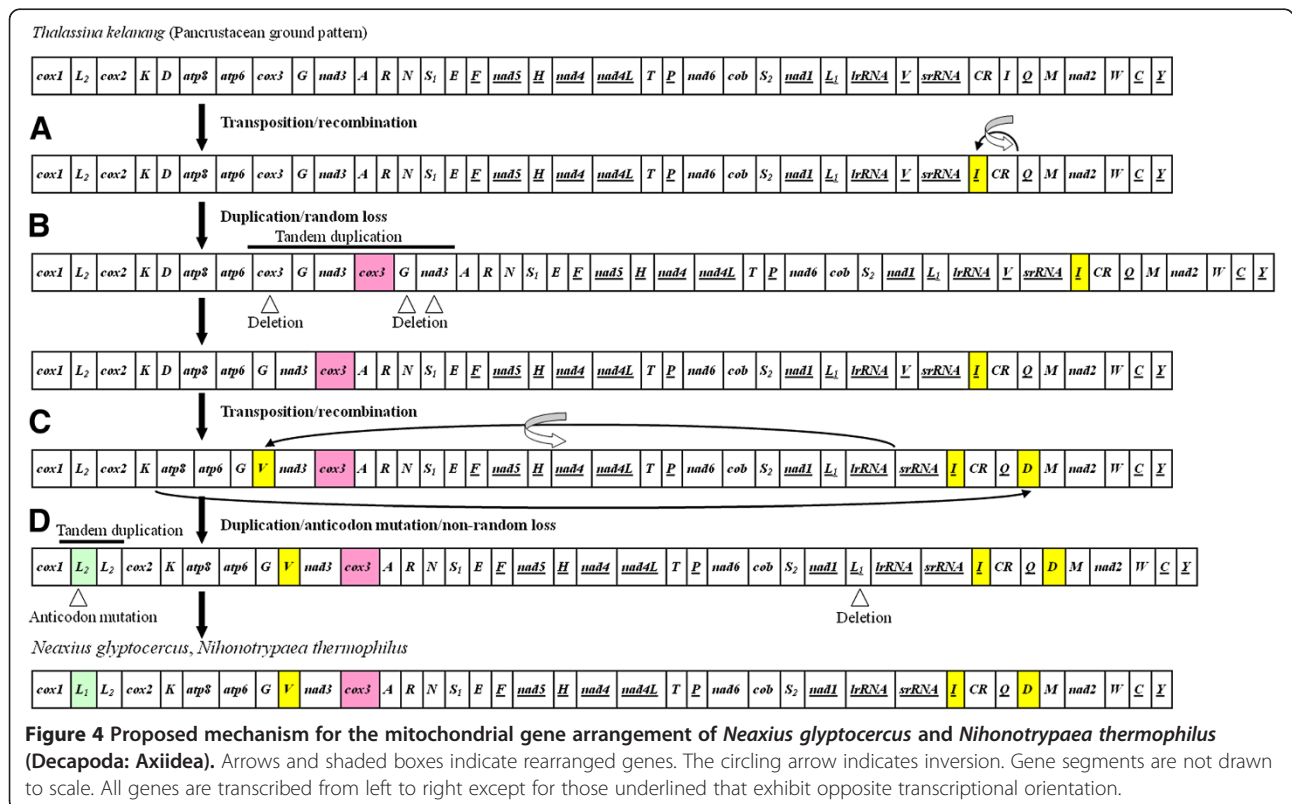 Thalassina kelanang (Pancrustacean ground pattern)
cox1 L2 cox2 K D atp8 atp6 cox3 G nad3 A R N S1 E F nad5 H nad4 nad4L T P nad6 cob S2 nad1 L1 lrRNA V srRNA CR I Q M nad2 W C Y
A Transposition/recombination
cox1 L2 cox2 K D atp8 atp6 cox3 G nad3 A R N S1 E F nad5 H nad4 nad4L T P nad6 cob S2 nad1 L1 lrRNA V srRNA I CR Q M nad2 W C Y
Duplication/random loss
B Tandem duplication
cox1 L2 cox2 K D atp8 atp6 cox3 G nad3 cox3 G nad3 A R N S1 E F nad5 H nad4 nad4L T P nad6 cob S2 nad1 L1 lrRNA V srRNA I CR Q M nad2 W C Y
Deletion Deletion
cox1 L2 cox2 K D atp8 atp6 G nad3 cox3 A R N S1 E F nad5 H nad4 nad4L T P nad6 cob S2 nad1 L1 lrRNA V srRNA I CR Q M nad2 W C Y
Transposition/recombination
C
cox1 L2 cox2 K atp8 atp6 G V nad3 cox3 A R N S1 E F nad5 H nad4 nad4L T P nad6 cob S2 nad1 L1 lrRNA srRNA I CR Q D M nad2 W C Y
D Duplication/anticodon mutation/non-random loss
Tandem duplication
cox1 L2 L2 cox2 K atp8 atp6 G V nad3 cox3 A R N S1 E F nad5 H nad4 nad4L T P nad6 cob S2 nad1 L1 lrRNA srRNA I CR Q D M nad2 W C Y
Anticodon mutation Deletion
Neaxius glyptocercus, Nihonotrypaea thermophilus
cox1 L1 L2 cox2 K atp8 atp6 G V nad3 cox3 A R N S1 E F nad5 H nad4 nad4L T P nad6 cob S2 nad1 lrRNA srRNA I CR Q D M nad2 W C Y
Figure 4 Proposed mechanism for the mitochondrial gene arrangement of Neaxius glyptocercus and Nihonotrypaea thermophilus
(Decapoda: Axiidea). Arrows and shaded boxes indicate rearranged genes. The circling arrow indicates inversion. Gene segments are not drawn
to scale. All genes are transcribed from left to right except for those underlined that exhibit opposite transcriptional orientation.